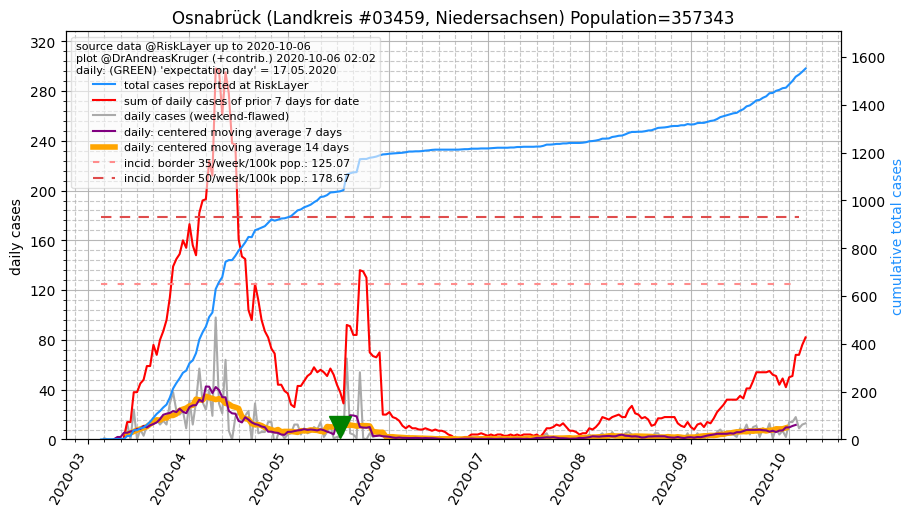 Osnabrück (Landkreis #03459, Niedersachsen) Population=357343
source data @RiskLayer up to 2020-10-06
plot @DrAndreasKruger (+contrib.) 2020-10-06 02:02
daily: (GREEN) 'expectation day' = 17.05.2020
total cases reported at RiskLayer
sum of daily cases of prior 7 days for date
daily cases (weekend-flawed)
daily: centered moving average 7 days
daily: centered moving average 14 days
incid. border 35/week/100k pop.: 125.07
incid. border 50/week/100k pop.: 178.67
daily cases
320
280
240
200
160
120
80
40
0
cumulative total cases
1600
1400
1200
1000
800
600
400
200
0
2020-03
2020-04
2020-05
2020-06
2020-07
2020-08
2020-09
2020-10